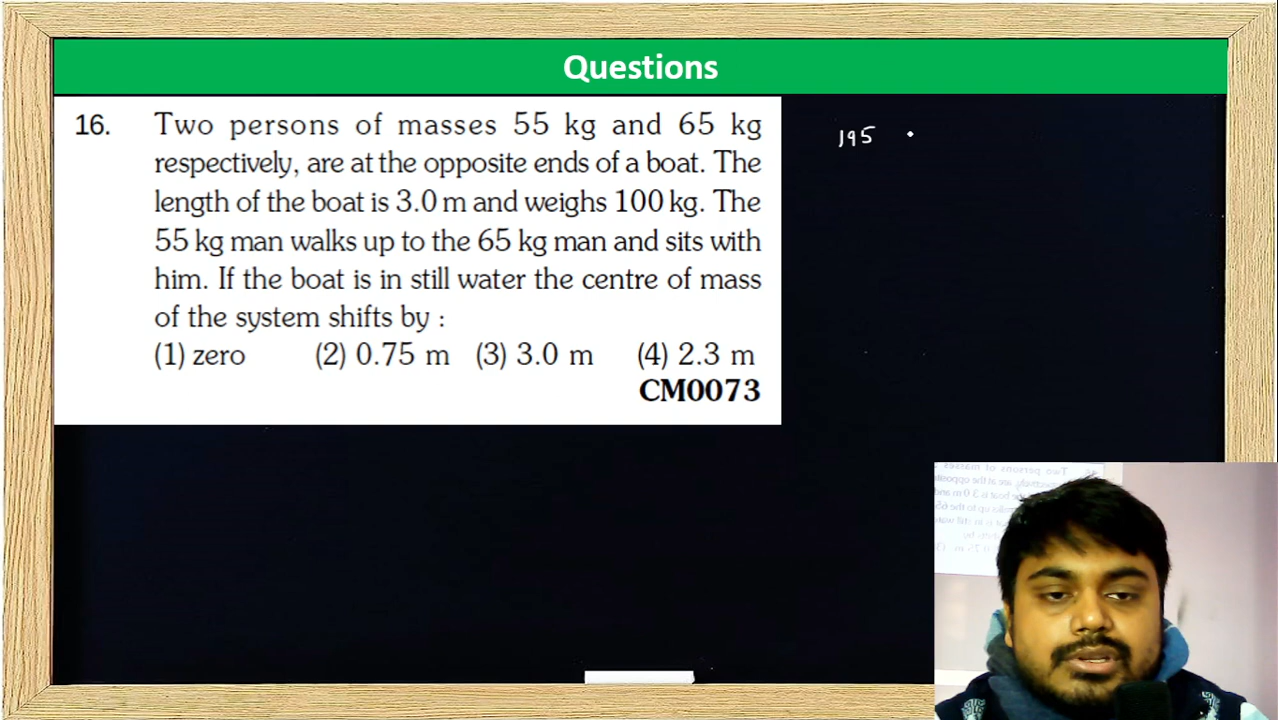 Questions
16. Two persons of masses 55 kg and 65 kg
195
respectively, are at the opposite ends of a boat. The
length of the boat is 3.0 m and weighs 100 kg. The
55 kg man walks up to the 65 kg man and sits with
him. If the boat is in still water the centre of mass
of the system shifts by :
(1) zero (2) 0.75 m (3) 3.0 m (4) 2.3 m
CM0073